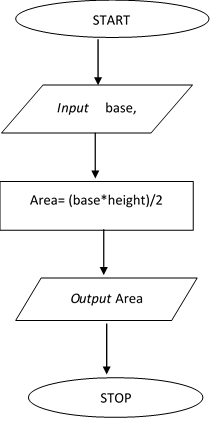 START
Input base,
Area= (base*height)/2
Output Area
STOP